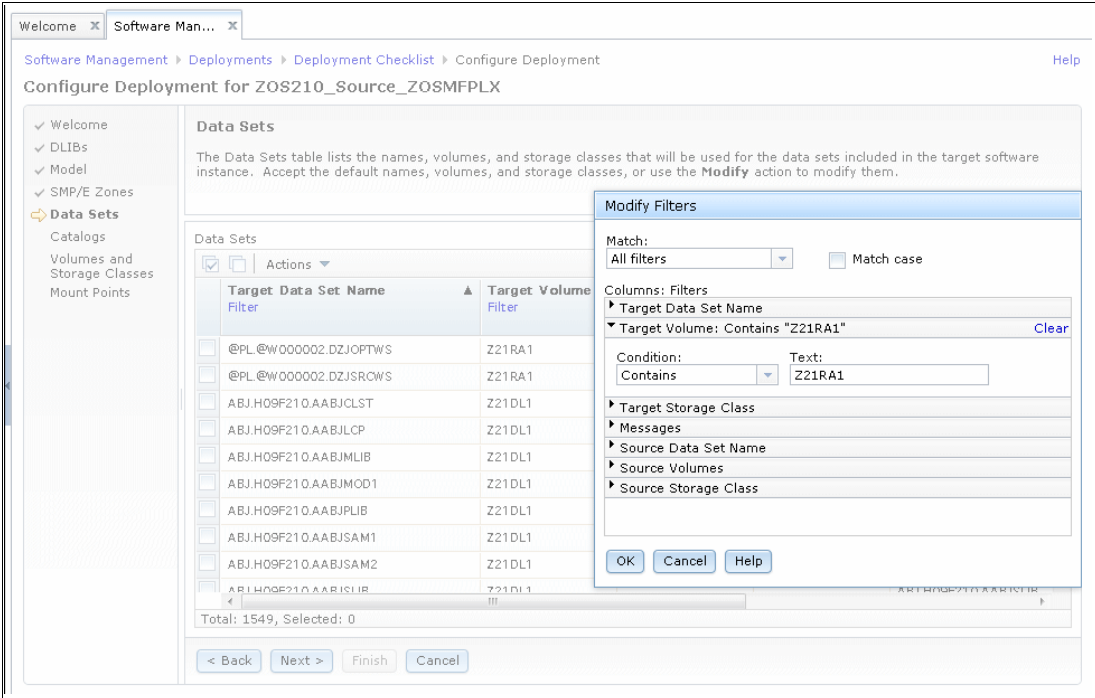 Welcome x Software Man... x
Software Management Deployments Deployment Checklist Configure Deployment Help
Configure Deployment for ZOS210_Source_ZOSMFPLX
Welcome
DLIBs
Model
SMP/E Zones
Data Sets
Catalogs
Volumes and
Storage Classes
Mount Points
Data Sets
The Data Sets table lists the names, volumes, and storage classes that will be used for the data sets included in the target software
instance. Accept the default names, volumes, and storage classes, or use the Modify action to modify them.
Data Sets
Actions
Target Data Set Name Target Volume
Filter Filter
@PL.@W000002.DZJOPTWS Z21RA1
@PL.@W000002.DZJSRCWS Z21RA1
ABJ.H09F210.AABJCLST Z21DL1
ABJ.H09F210.AABJLCP Z21DL1
ABJ.H09F210.AABJMLIB Z21DL1
ABJ.H09F210.AABJMOD1 Z21DL1
ABJ.H09F210.AABJPLIB Z21DL1
ABJ.H09F210.AABJSAM1 Z21DL1
ABJ.H09F210.AABJSAM2 Z21DL1
ABJ.H09F210.AABJSLIB Z21DL1 ABJ.H09F210.AABJSLIB
Total: 1549, Selected: 0
< Back Next > Finish Cancel
Modify Filters
Match:
All filters Match case
Columns: Filters
Target Data Set Name
Target Volume: Contains "Z21RA1" Clear
Condition: Text:
Contains Z21RA1
Target Storage Class
Messages
Source Data Set Name
Source Volumes
Source Storage Class
OK Cancel Help